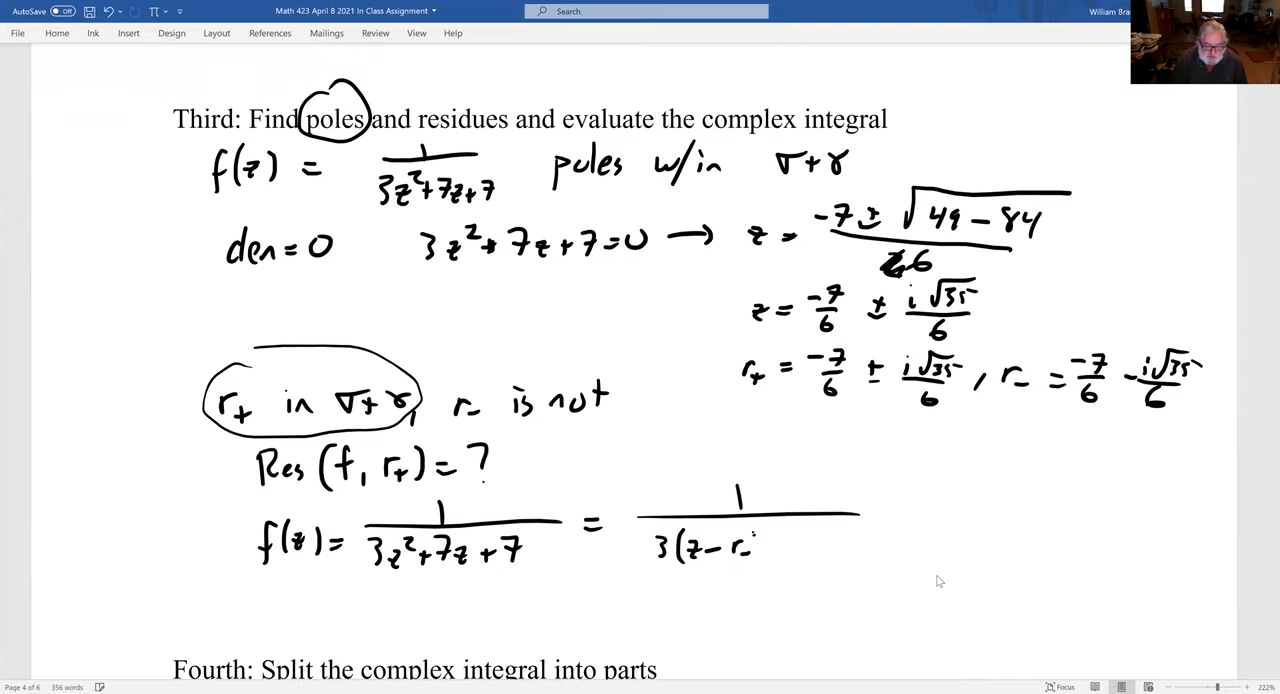 AutoSave Off Math 423 April 8 2021 In Class Assignment Search William Bra
File Home Ink Insert Design Layout References Mailings Review View Help
Third: Find poles and residues and evaluate the complex integral
f(z) = 1/(3z²+7z+7) poles w/in σ+γ
den=0 3z²+7z+7=0 → z = (-7 ± √(49-84))/6
z = -7/6 ± i√35/6
r₊ = -7/6 ± i√35/6, r₋ = -7/6 - i√35/6
r₊ in σ+γ, r₋ is not
Res(f, r₊) = ?
f(z) = 1/(3z²+7z+7) = 1/(3(z-r₋
Fourth: Split the complex integral into parts
Page 4 of 6 356 words Focus 222%